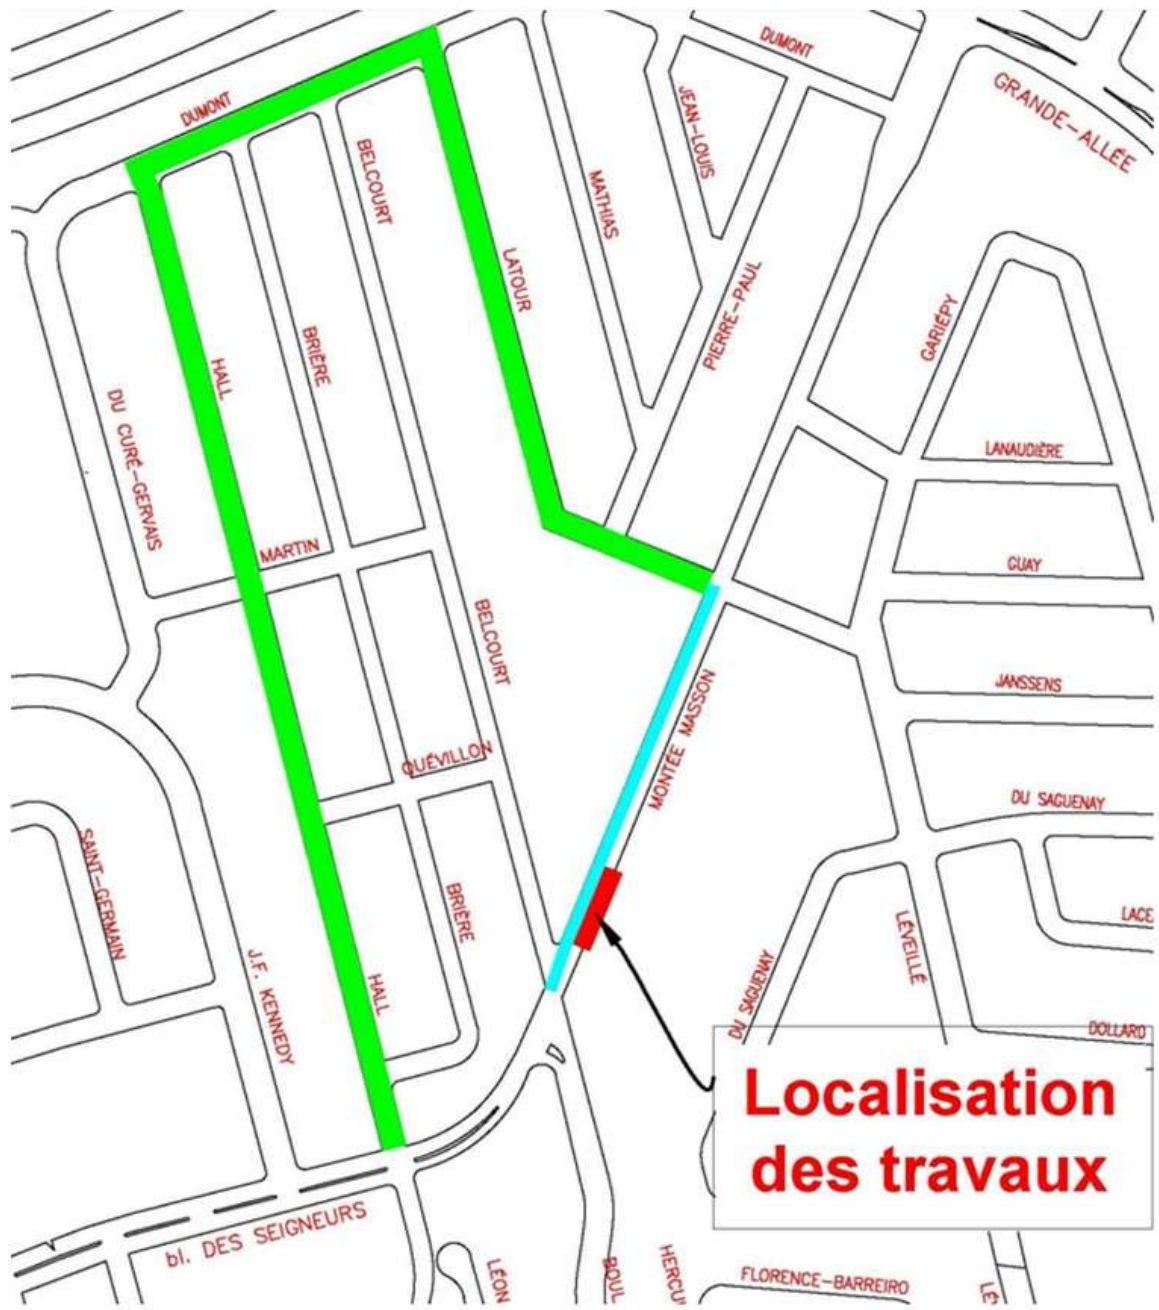 DUMONT
DUMONT
GRANDE-ALLÉE
JEAN-LOUIS
BELCOURT
MATHIAS
LATOUR
PIERRE-PAUL
GARIÉPY
BRIÈRE
HALL
DU CURÉ-GERVAIS
LANAUDIÈRE
MARTIN
GUAY
BELCOURT
JANSSENS
MONTÉE MASSON
QUÉVILLON
DU SAGUENAY
SAINT-GERMAIN
BRIÈRE
LACE
LÉVEILLÉ
J.F. KENNEDY
HALL
DU SAGUENAY
DOLLARD
Localisation
des travaux
bl. DES SEIGNEURS
LÉON
BOUL
HERCU
FLORENCE-BARREIRO
LÉ